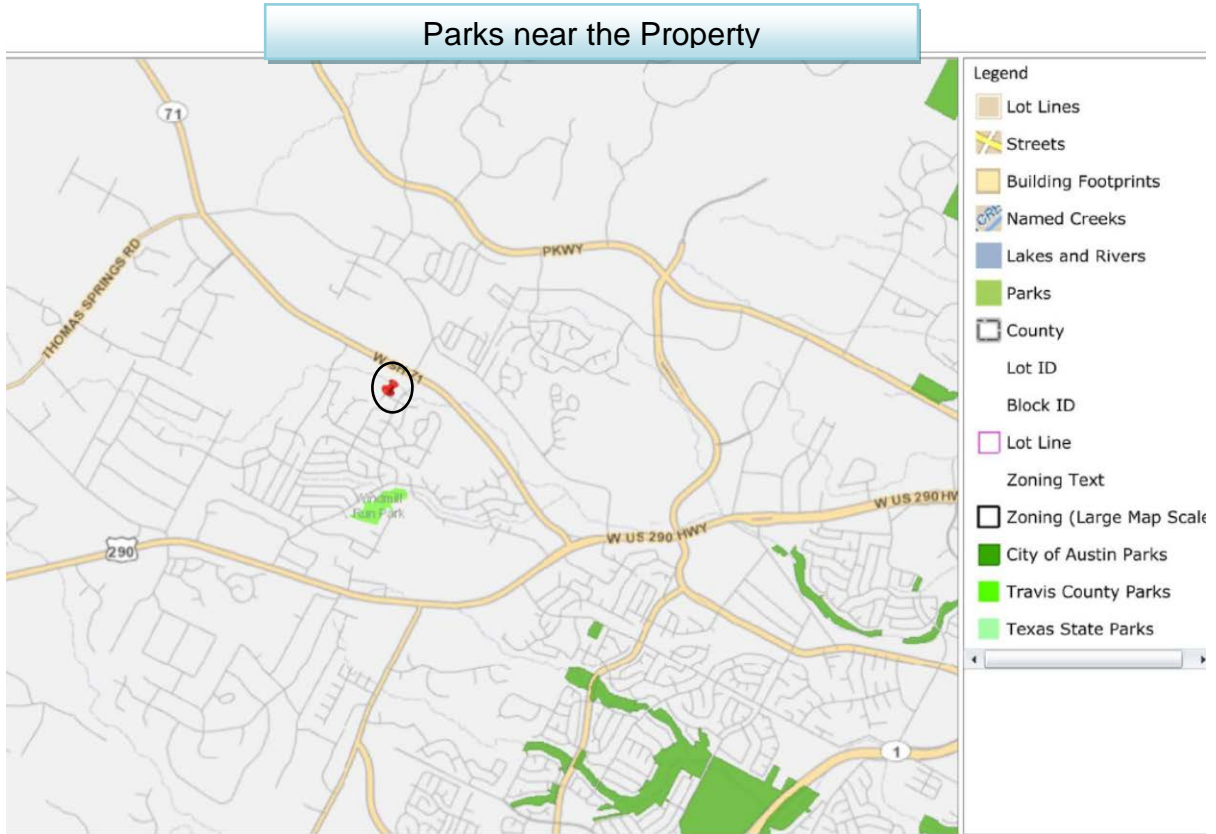 Parks near the Property
71
THOMAS SPRINGS RD
PKWY
W SH 71
Windmill
Run Park
290
W US 290 HWY
W US 290 HW
1
Legend
Lot Lines
Streets
Building Footprints
CRE
Named Creeks
Lakes and Rivers
Parks
County
Lot ID
Block ID
Lot Line
Zoning Text
Zoning (Large Map Scale
City of Austin Parks
Travis County Parks
Texas State Parks